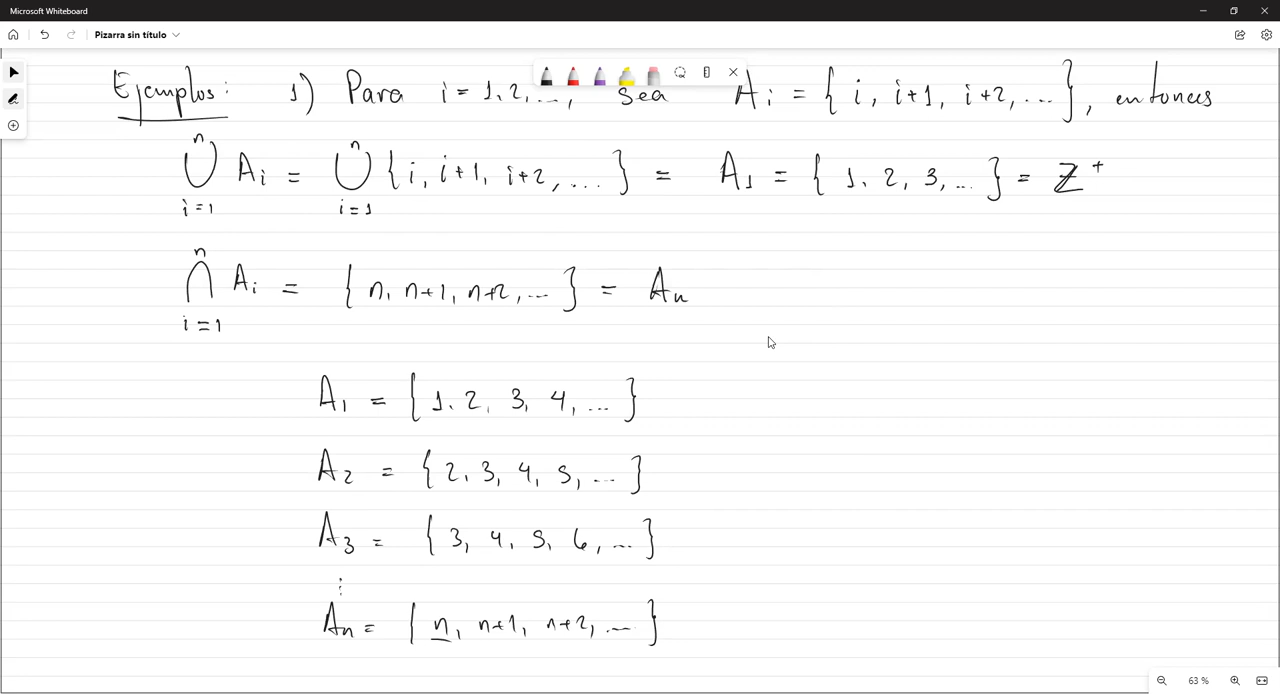 Microsoft Whiteboard
Pizarra sin título
Ejemplos: 1) Para i = 1, 2, ..., sea A_i = { i, i+1, i+2, ... }, entonces
⋃_{i=1}^{n} A_i = ⋃_{i=1}^{n} { i, i+1, i+2, ... } = A_1 = { 1, 2, 3, ... } = Z^+
⋂_{i=1}^{n} A_i = { n, n+1, n+2, ... } = A_n
A_1 = { 1, 2, 3, 4, ... }
A_2 = { 2, 3, 4, 5, ... }
A_3 = { 3, 4, 5, 6, ... }
⋮
A_n = { n, n+1, n+2, ... }
63 %